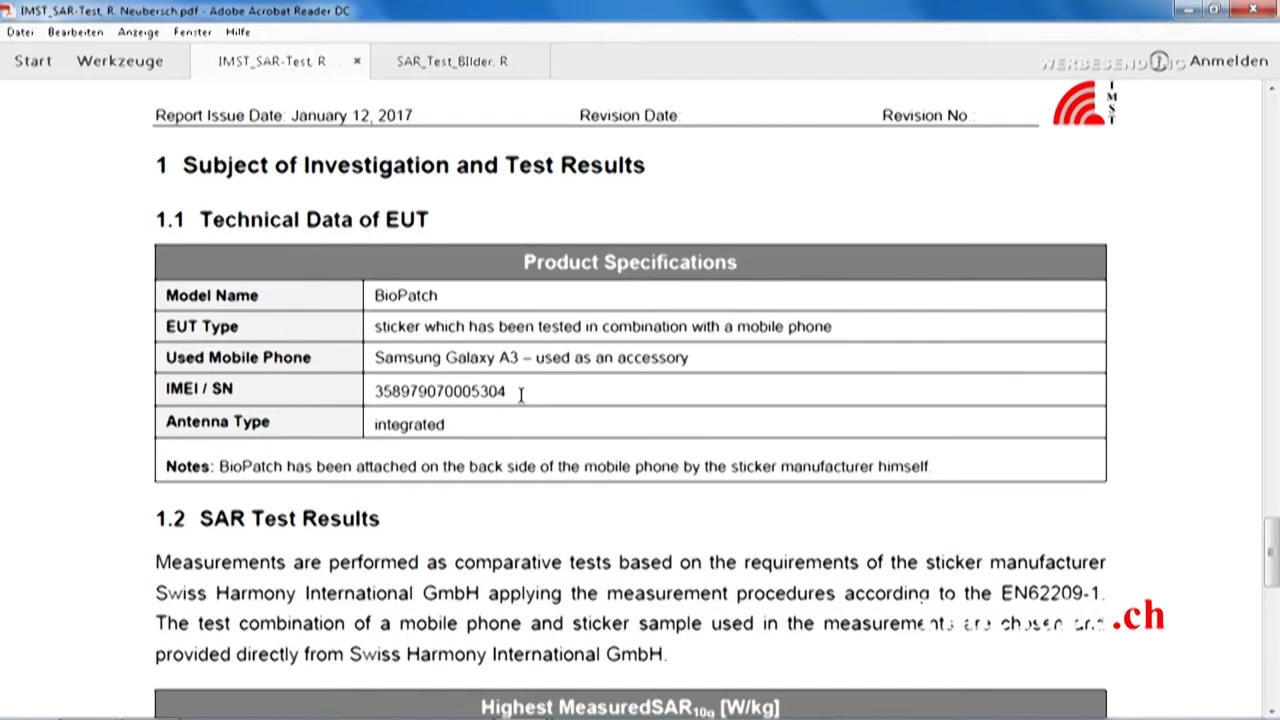 IMST_SAR-Test_R. Neubersch.pdf - Adobe Acrobat Reader DC
Datei Bearbeiten Anzeige Fenster Hilfe
Start Werkzeuge IMST_SAR-Test_R... × SAR_Test_Bilder. R... WERBESENDUNG Anmelden
Report Issue Date: January 12, 2017 Revision Date: Revision No.:
IMST
1 Subject of Investigation and Test Results
1.1 Technical Data of EUT
Product Specifications
Model Name BioPatch
EUT Type sticker which has been tested in combination with a mobile phone
Used Mobile Phone Samsung Galaxy A3 – used as an accessory
IMEI / SN 358979070005304
Antenna Type integrated
Notes: BioPatch has been attached on the back side of the mobile phone by the sticker manufacturer himself.
1.2 SAR Test Results
Measurements are performed as comparative tests based on the requirements of the sticker manufacturer
Swiss Harmony International GmbH applying the measurement procedures according to the EN62209-1.
The test combination of a mobile phone and sticker sample used in the measurements are chosen and .ch
provided directly from Swiss Harmony International GmbH.
Highest MeasuredSAR10g [W/kg]